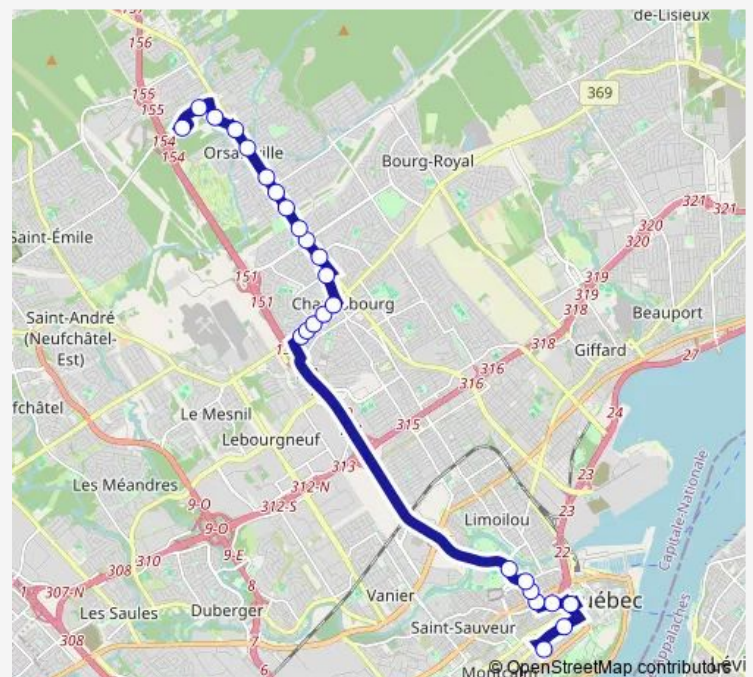 de-Lisieux
157
156
369
155
155
154
154
Orsainville
Bourg-Royal
321
321
320
320
Saint-Émile
319
319
151
151
318
318
Charlesbourg
Beauport
Saint-André
(Neufchâtel-
Est)
Giffard
27
316
316
Le Mesnil
24
315
Lebourgneuf
313
23
23
Les Méandres
312-N
312-S
9-O
9-O
Limoilou
Capitale-Nationale
22
310
308
9-E
307-N
8
Vanier
Québec
Les Saules
Duberger
Saint-Sauveur
308
7
6
Montcalm
© OpenStreetMap contributors